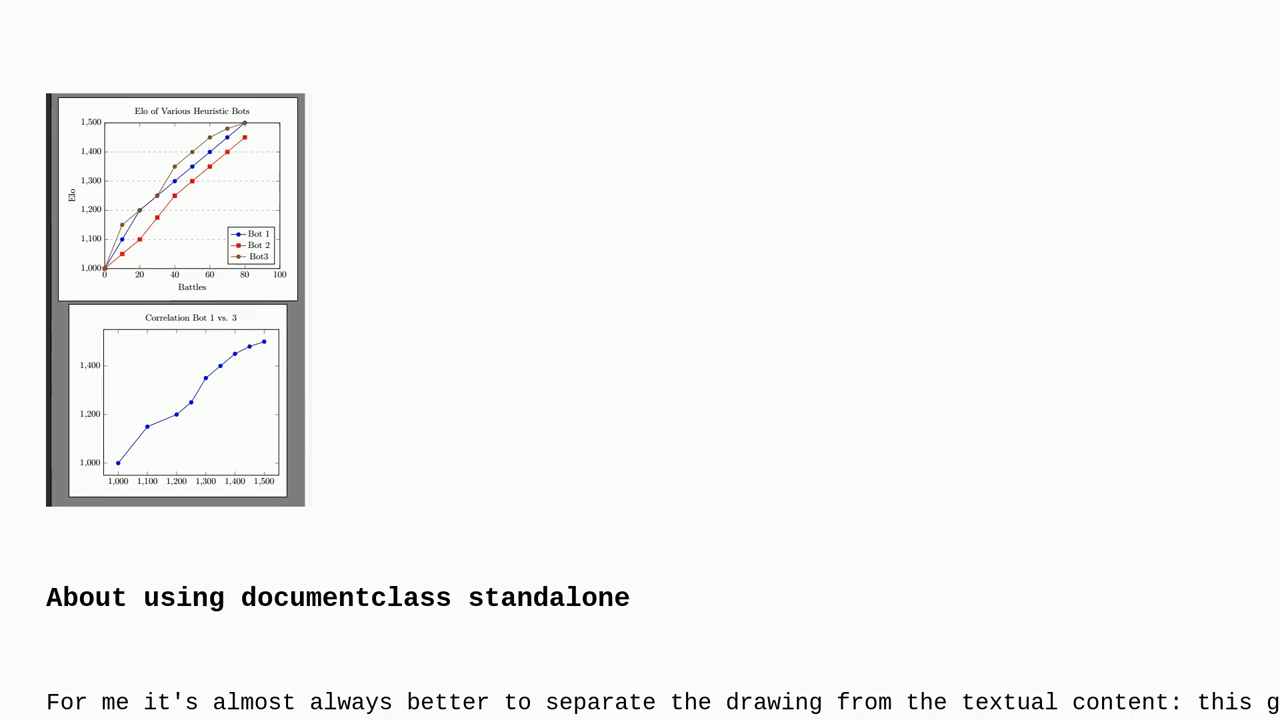 Elo of Various Heuristic Bots
1,500
1,400
1,300
1,200
1,100
1,000
Elo
Bot 1
Bot 2
Bot3
0 20 40 60 80 100
Battles
Correlation Bot 1 vs. 3
1,400
1,200
1,000
1,000 1,100 1,200 1,300 1,400 1,500
About using documentclass standalone
For me it's almost always better to separate the drawing from the textual content: this g